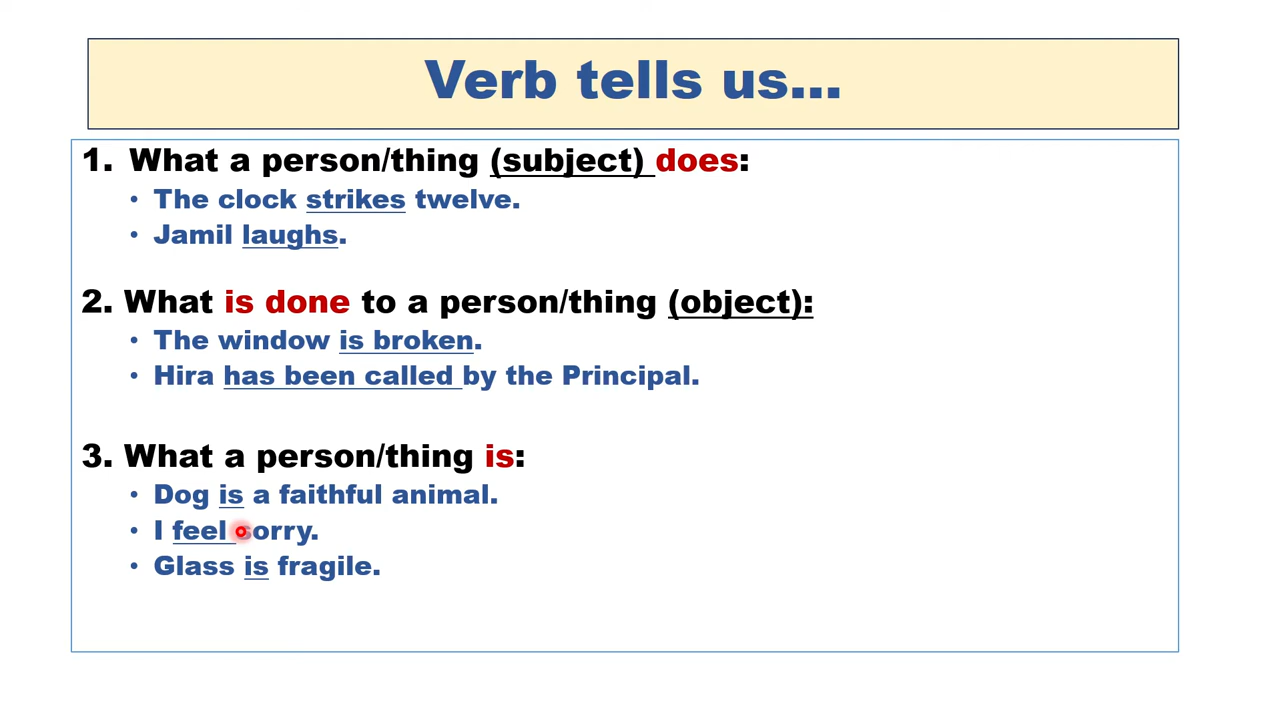 Verb tells us...
1. What a person/thing (subject) does:
• The clock strikes twelve.
• Jamil laughs.
2. What is done to a person/thing (object):
• The window is broken.
• Hira has been called by the Principal.
3. What a person/thing is:
• Dog is a faithful animal.
• I feel sorry.
• Glass is fragile.